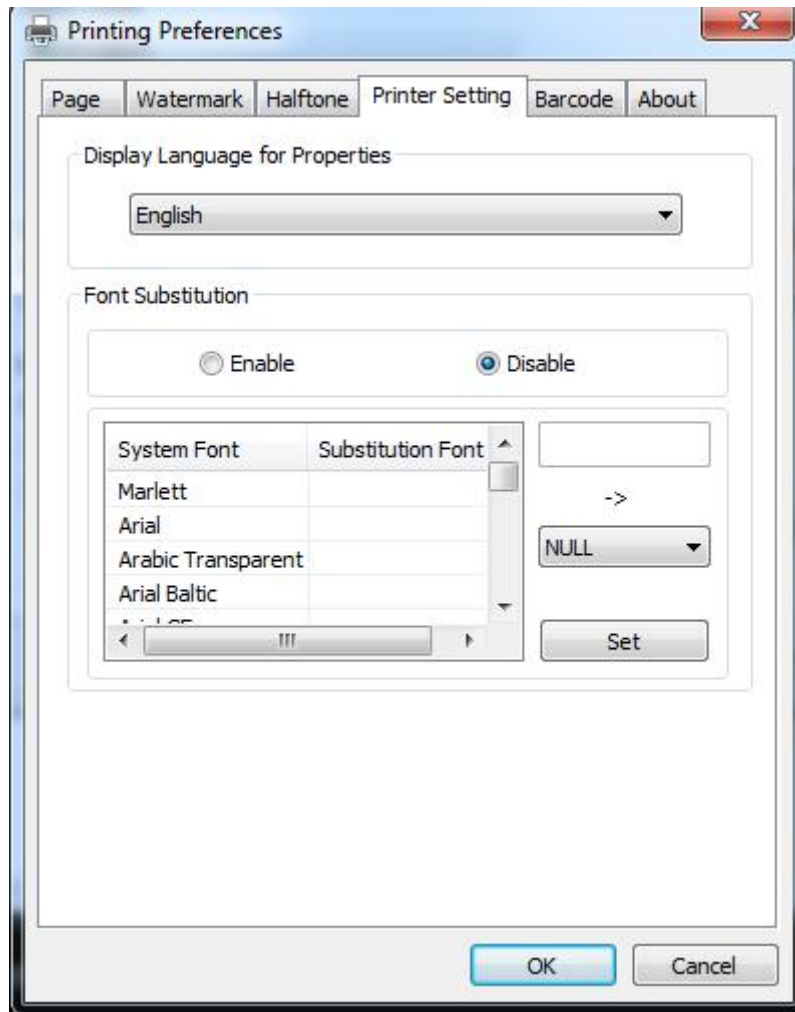 Printing Preferences
Page Watermark Halftone Printer Setting Barcode About
Display Language for Properties
English
Font Substitution
Enable Disable
System Font Substitution Font
Marlett
->
Arial
Arabic Transparent
NULL
Arial Baltic
Set
OK Cancel